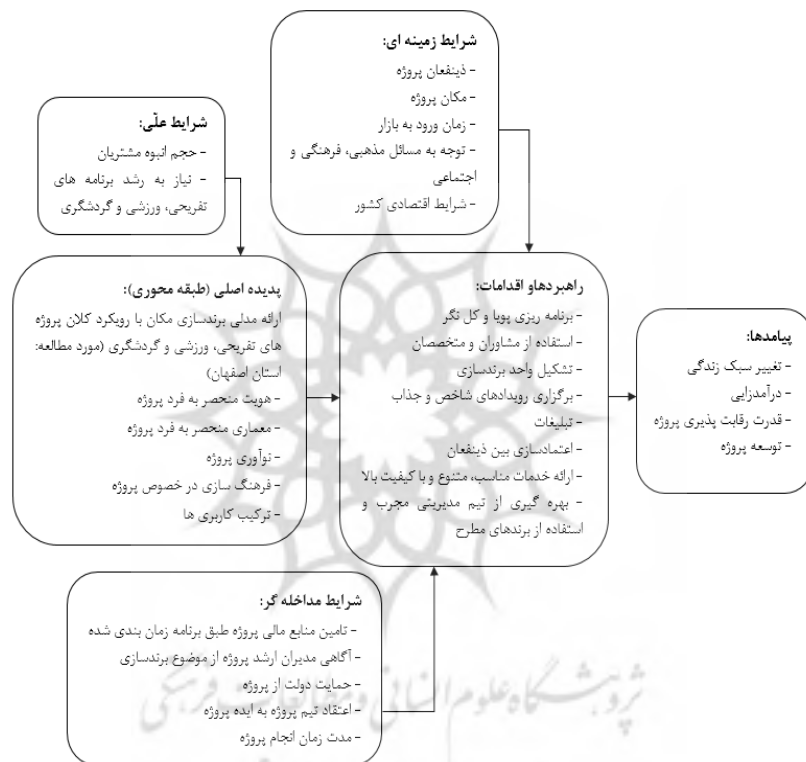 شرایط زمینه ای:
- ذینفعان پروژه
- مکان پروژه
- زمان ورود به بازار
- توجه به مسائل مذهبی، فرهنگی و
اجتماعی
- شرایط اقتصادی کشور
شرایط علّی:
- حجم انبوه مشتریان
- نیاز به رشد برنامه های
تفریحی، ورزشی و گردشگری
پدیده اصلی (طبقه محوری):
ارائه مدلی برندسازی مکان با رویکرد کلان پروژه
های تفریحی، ورزشی و گردشگری (مورد مطالعه:
استان اصفهان)
- هویت منحصر به فرد پروژه
- معماری منحصر به فرد پروژه
- نوآوری پروژه
- فرهنگ سازی در خصوص پروژه
- ترکیب کاربری ها
راهبردهاو اقدامات:
- برنامه ریزی پویا و کل نگر
- استفاده از مشاوران و متخصصان
- تشکیل واحد برندسازی
- برگزاری رویدادهای شاخص و جذاب
- تبلیغات
- اعتمادسازی بین ذینفعان
- ارائه خدمات مناسب، متنوع و با کیفیت بالا
- بهره گیری از تیم مدیریتی مجرب و
استفاده از برندهای مطرح
پیامدها:
- تغییر سبک زندگی
- درآمدزایی
- قدرت رقابت پذیری پروژه
- توسعه پروژه
شرایط مداخله گر:
- تامین منابع مالی پروژه طبق برنامه زمان بندی شده
- آگاهی مدیران ارشد پروژه از موضوع برندسازی
- حمایت دولت از پروژه
- اعتقاد تیم پروژه به ایده پروژه
- مدت زمان انجام پروژه
پژوهشگاه علوم انسانی و مطالعات فرهنگی